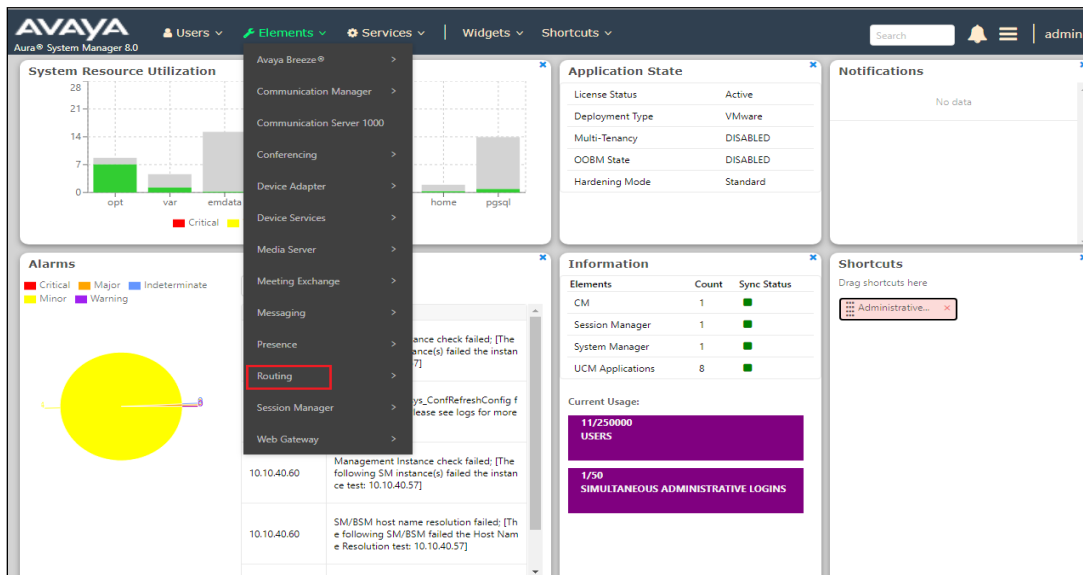 AVAYA
Aura® System Manager 8.0
Users
Elements
Services
Widgets
Shortcuts
Search
admin
System Resource Utilization
28
21
14
7
0
opt
var
emdata
home
pgsql
Critical
Avaya Breeze®
Communication Manager
Communication Server 1000
Conferencing
Device Adapter
Device Services
Media Server
Meeting Exchange
Messaging
Presence
Routing
Session Manager
Web Gateway
Application State
License Status Active
Deployment Type VMware
Multi-Tenancy DISABLED
OOBM State DISABLED
Hardening Mode Standard
Notifications
No data
Alarms
Critical Major Indeterminate
Minor Warning
ance check failed; [The
ance(s) failed the instan
7]
ys_ConfRefreshConfig f
lease see logs for more
10.10.40.60
Management Instance check failed; [The
following SM instance(s) failed the instan
ce test: 10.10.40.57]
10.10.40.60
SM/BSM host name resolution failed; [Th
e following SM/BSM failed the Host Nam
e Resolution test: 10.10.40.57]
Information
Elements Count Sync Status
CM 1
Session Manager 1
System Manager 1
UCM Applications 8
Current Usage:
11/250000
USERS
1/50
SIMULTANEOUS ADMINISTRATIVE LOGINS
Shortcuts
Drag shortcuts here
Administrative...